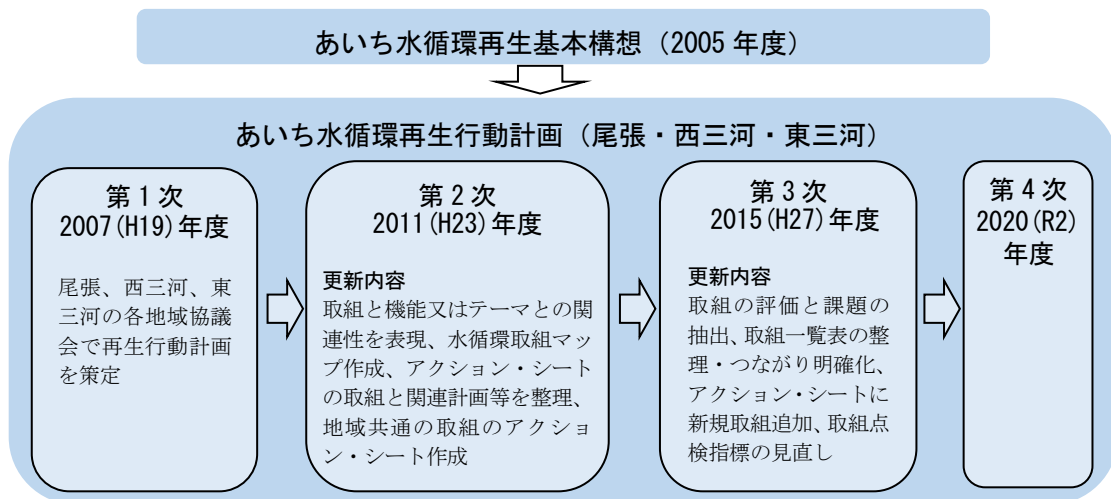 あいち水循環再生基本構想（2005 年度）
あいち水循環再生行動計画（尾張・西三河・東三河）
第 1 次
2007(H19)年度
尾張、西三河、東
三河の各地域協議
会で再生行動計画
を策定
第 2 次
2011(H23)年度
更新内容
取組と機能又はテーマとの関
連性を表現、水循環取組マッ
プ作成、アクション・シート
の取組と関連計画等を整理、
地域共通の取組のアクショ
ン・シート作成
第 3 次
2015(H27)年度
更新内容
取組の評価と課題の
抽出、取組一覧表の整
理・つながり明確化、
アクション・シートに
新規取組追加、取組点
検指標の見直し
第 4 次
2020(R2)
年度